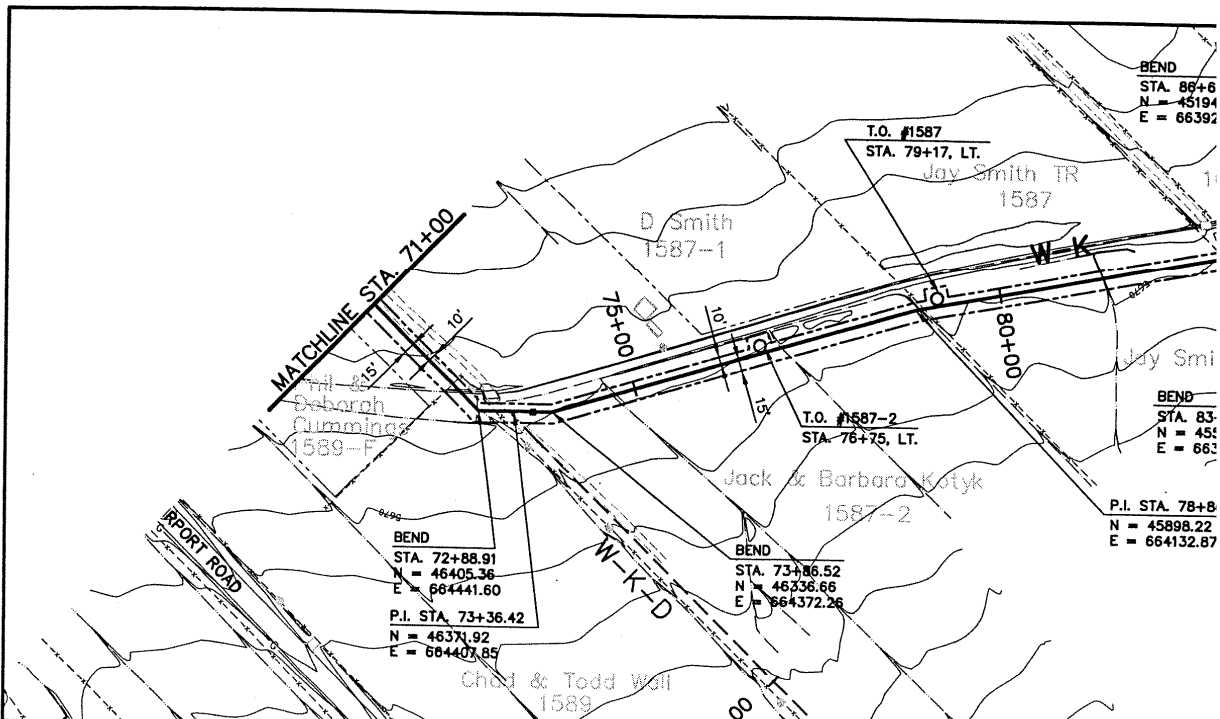 BEND
STA. 86+6
N = 45194
E = 66392
T.O. #1587
STA. 79+17, LT.
Jay Smith TR
1587
D Smith
1587-1
W K
MATCHLINE STA. 71+00
10'
15'
75+00
10'
15'
80+00
5670
Jay Smi
Deborah
Cummings
1589-F
T.O. #1587-2
STA. 76+75, LT.
BEND
STA. 83
N = 455
E = 663
Jack & Barbara Kotyk
1587-2
P.I. STA. 78+8
N = 45898.22
E = 664132.87
5670
RPORT ROAD
BEND
STA. 72+88.91
N = 46405.36
E = 664441.60
P.I. STA. 73+36.42
N = 46371.92
E = 664407.85
W-K-D
BEND
STA. 73+86.52
N = 46336.66
E = 664372.26
Chad & Todd Wall
1589
00